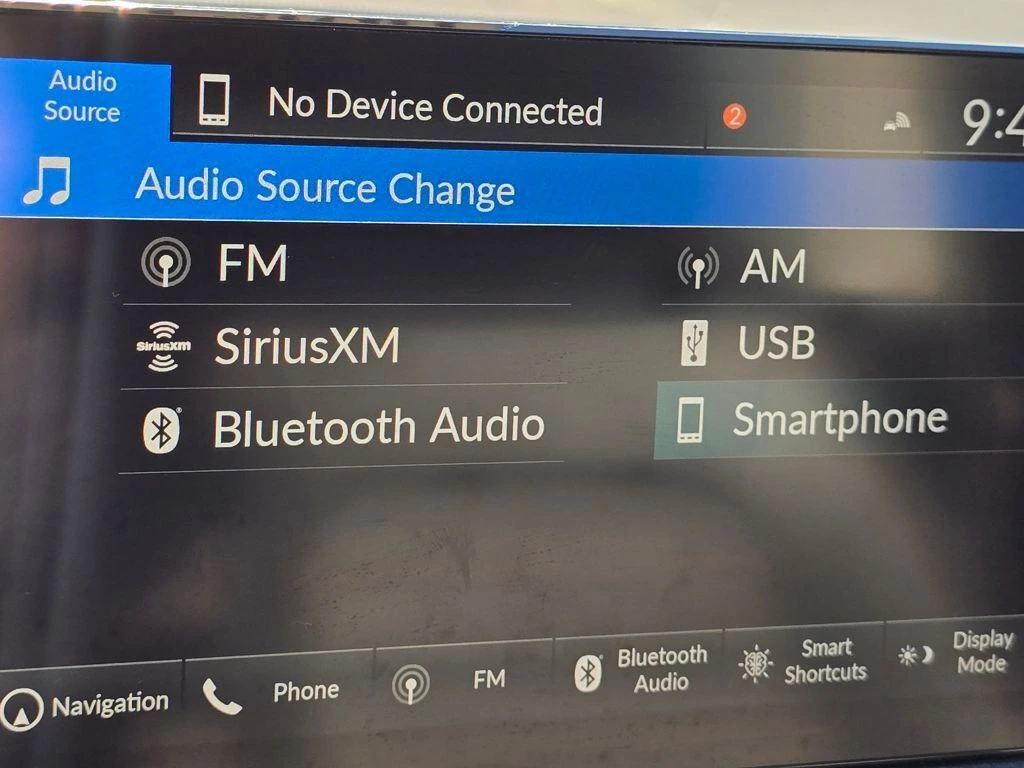 Audio
Source
No Device Connected
2
9:4
Audio Source Change
FM
AM
SiriusXM
SiriusXM
USB
Bluetooth Audio
Smartphone
Navigation
Phone
FM
Bluetooth
Audio
Smart
Shortcuts
Display
Mode